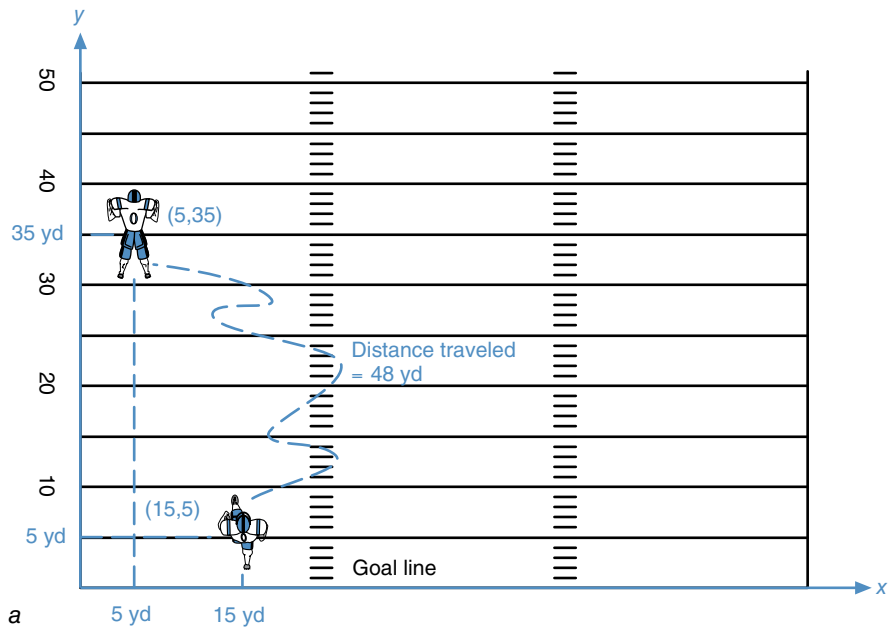 y
50
40
(5,35)
35 yd
30
Distance traveled
= 48 yd
20
10
(15,5)
5 yd
Goal line
x
5 yd
15 yd
a
0
0